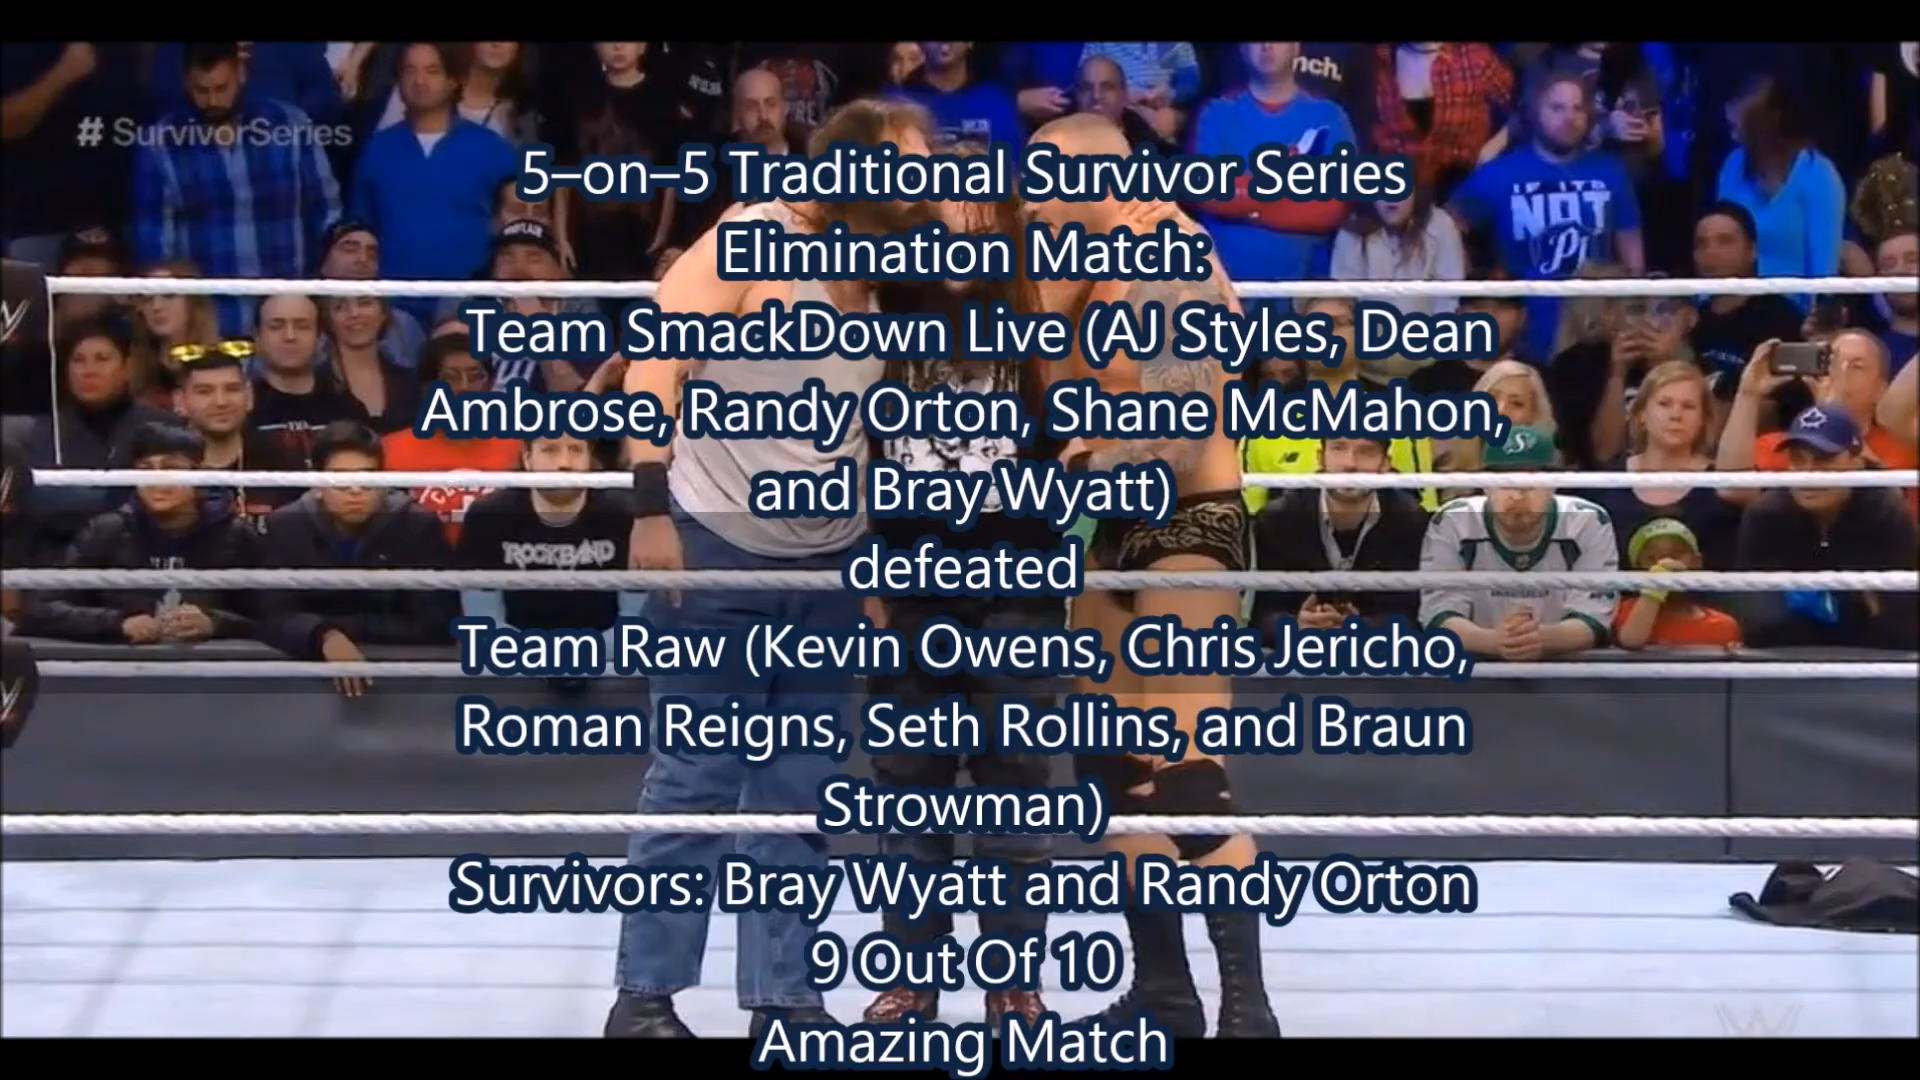 # SurvivorSeries
5–on–5 Traditional Survivor Series
Elimination Match:
Team SmackDown Live (AJ Styles, Dean
Ambrose, Randy Orton, Shane McMahon,
and Bray Wyatt)
defeated
Team Raw (Kevin Owens, Chris Jericho,
Roman Reigns, Seth Rollins, and Braun
Strowman)
Survivors: Bray Wyatt and Randy Orton
9 Out Of 10
Amazing Match
NOT
ROCKBAND